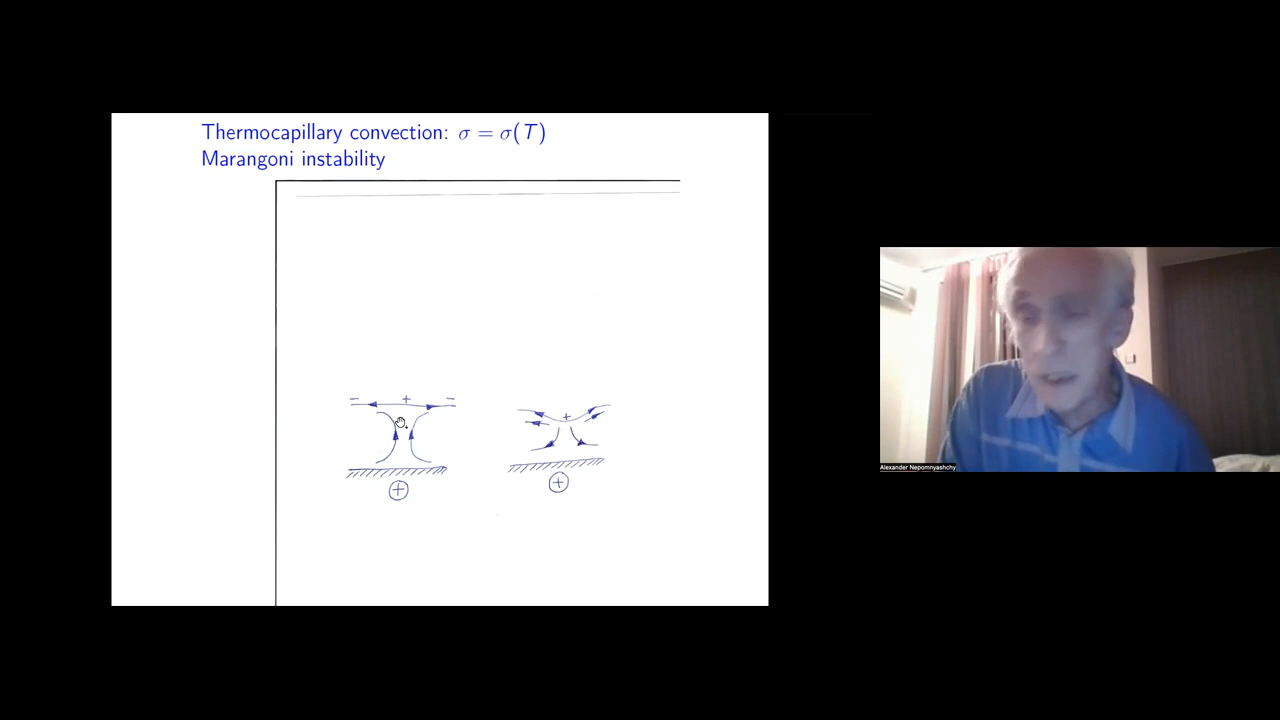 Thermocapillary convection: σ = σ(T)
Marangoni instability
− + −
+
+
+
Alexander Nepomnyashchy